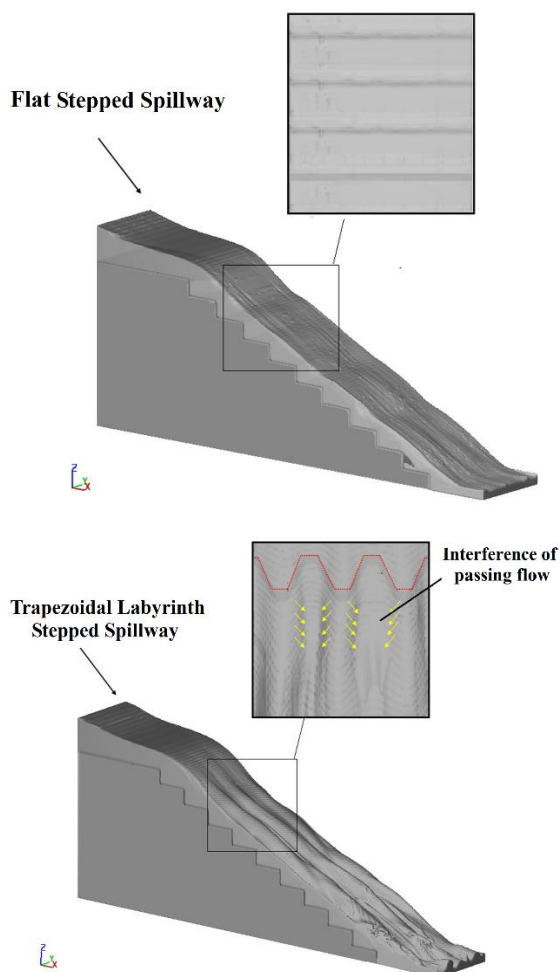 Flat Stepped Spillway
Z
Y
X
Interference of
passing flow
Trapezoidal Labyrinth
Stepped Spillway
Z
Y
X